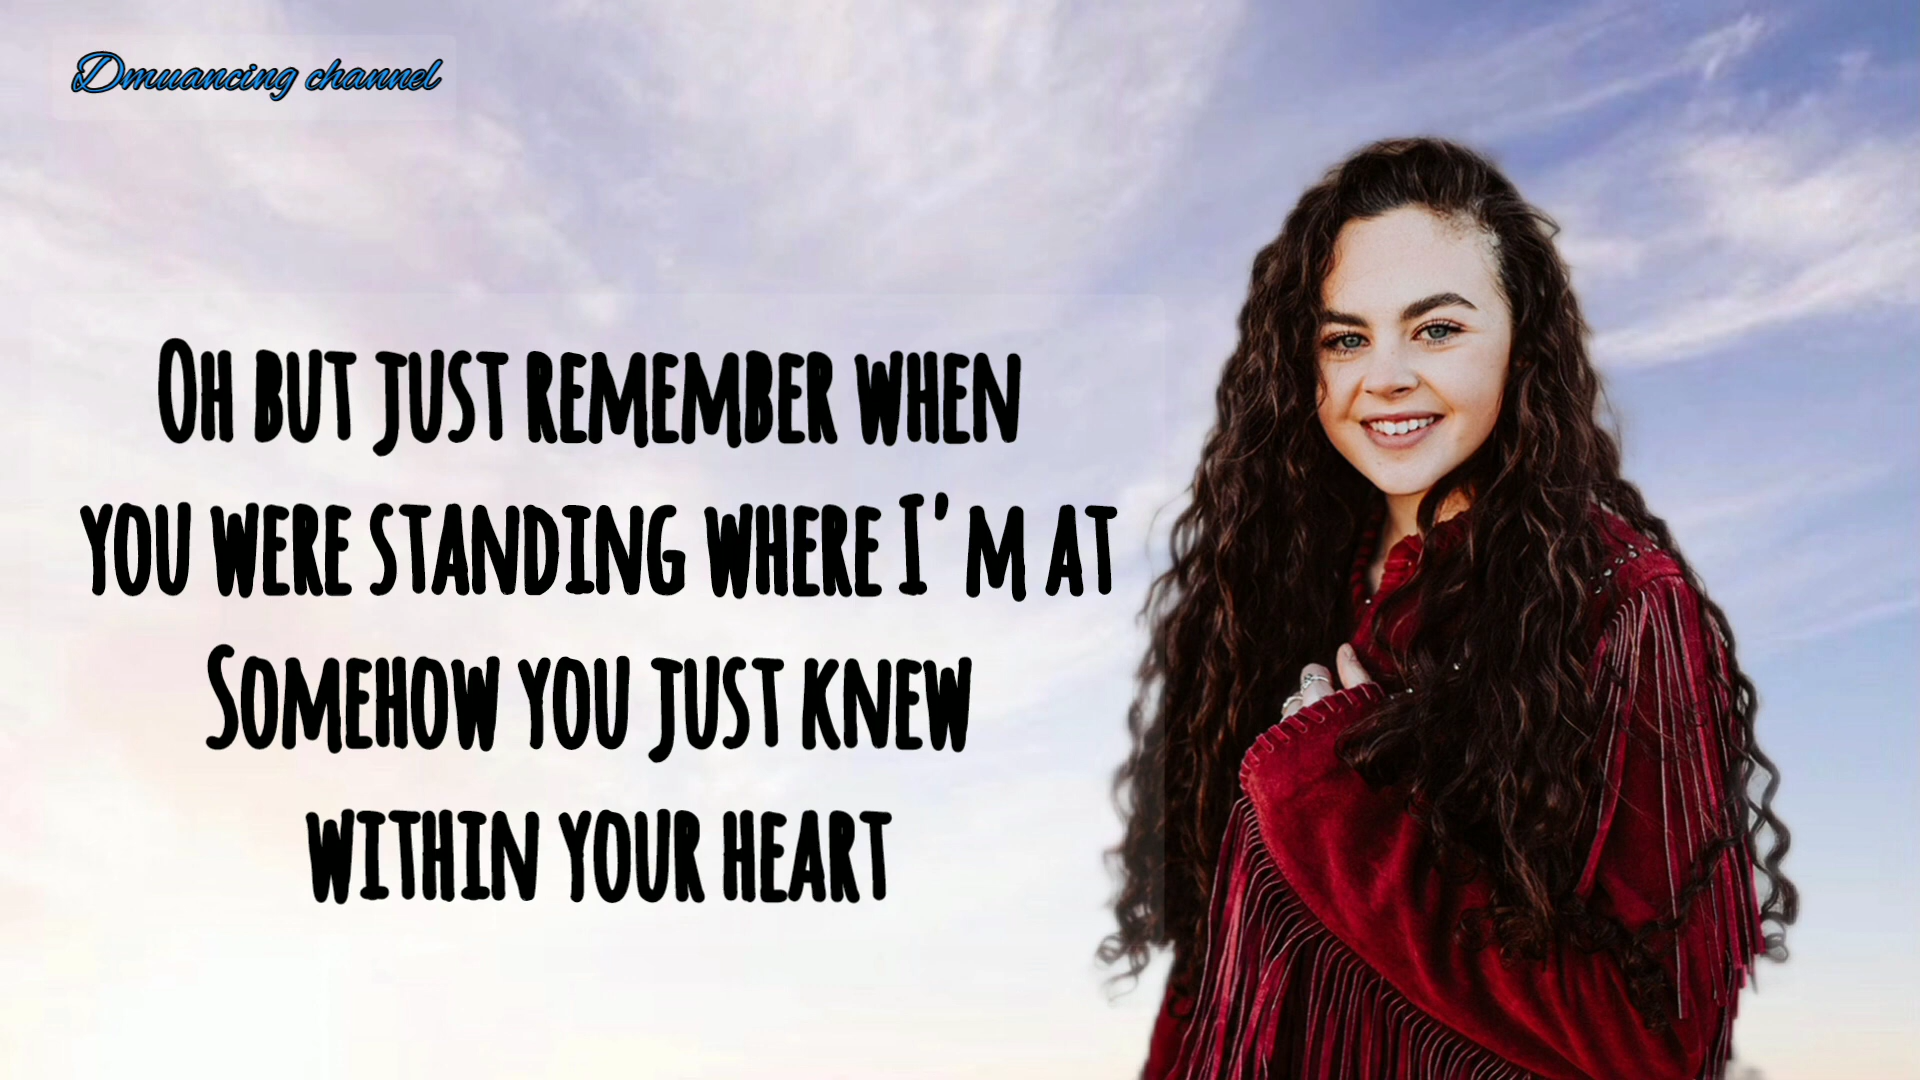 Dmuancing channel
Oh but just remember when
you were standing where I'm at
Somehow you just knew
within your heart